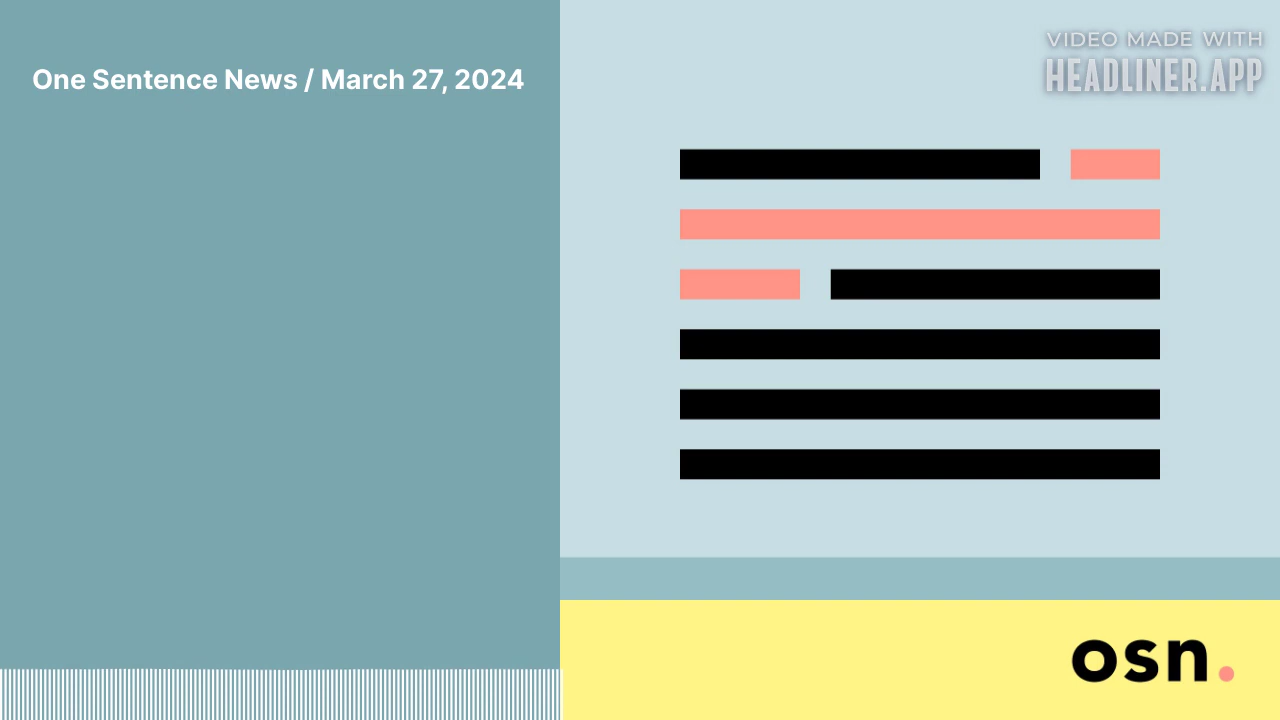 One Sentence News / March 27, 2024
VIDEO MADE WITH
HEADLINER.APP
osn.